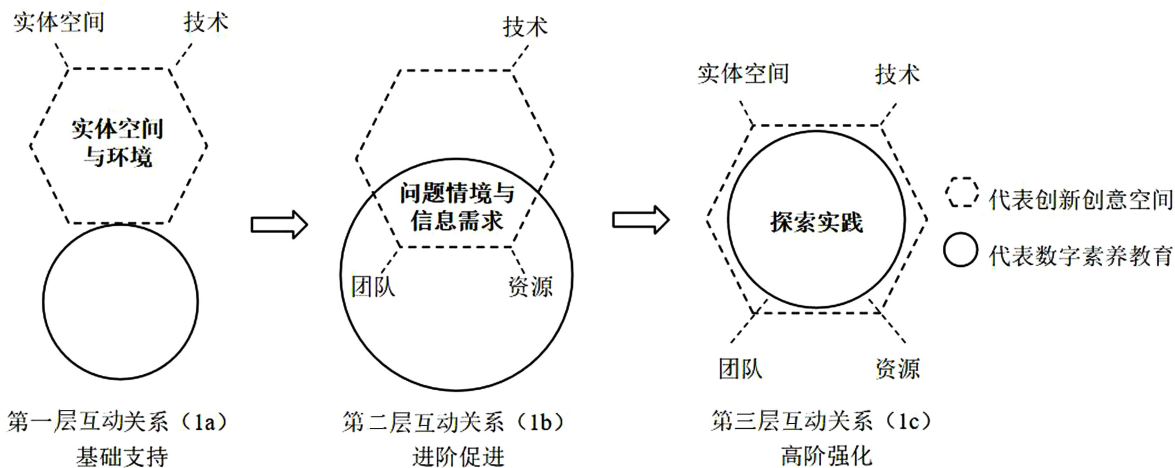 实体空间
技术
实体空间
与环境
第一层互动关系（1a）
基础支持
技术
问题情境与
信息需求
团队
资源
第二层互动关系（1b）
进阶促进
实体空间
技术
探索实践
团队
资源
第三层互动关系（1c）
高阶强化
代表创新创意空间
代表数字素养教育